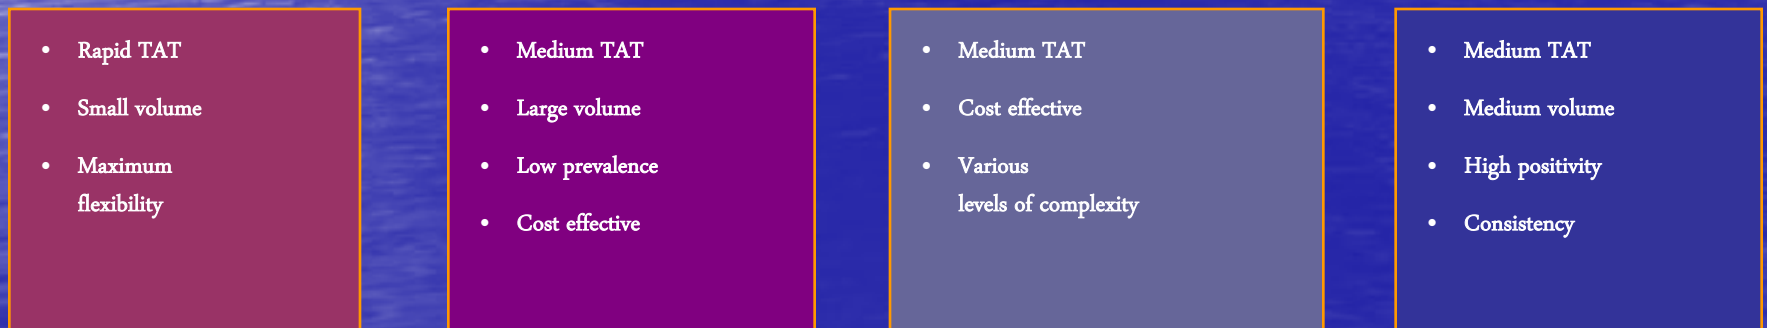 • Rapid TAT
• Small volume
• Maximum
flexibility
• Medium TAT
• Large volume
• Low prevalence
• Cost effective
• Medium TAT
• Cost effective
• Various
levels of complexity
• Medium TAT
• Medium volume
• High positivity
• Consistency